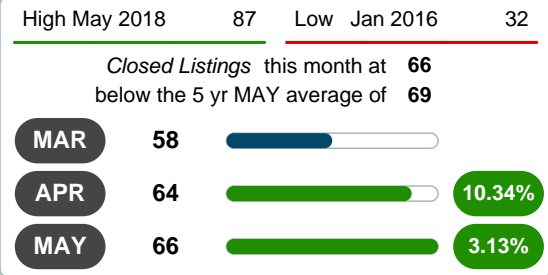 High May 2018 87 Low Jan 2016 32
Closed Listings this month at 66
below the 5 yr MAY average of 69
MAR 58
APR 64 10.34%
MAY 66 3.13%